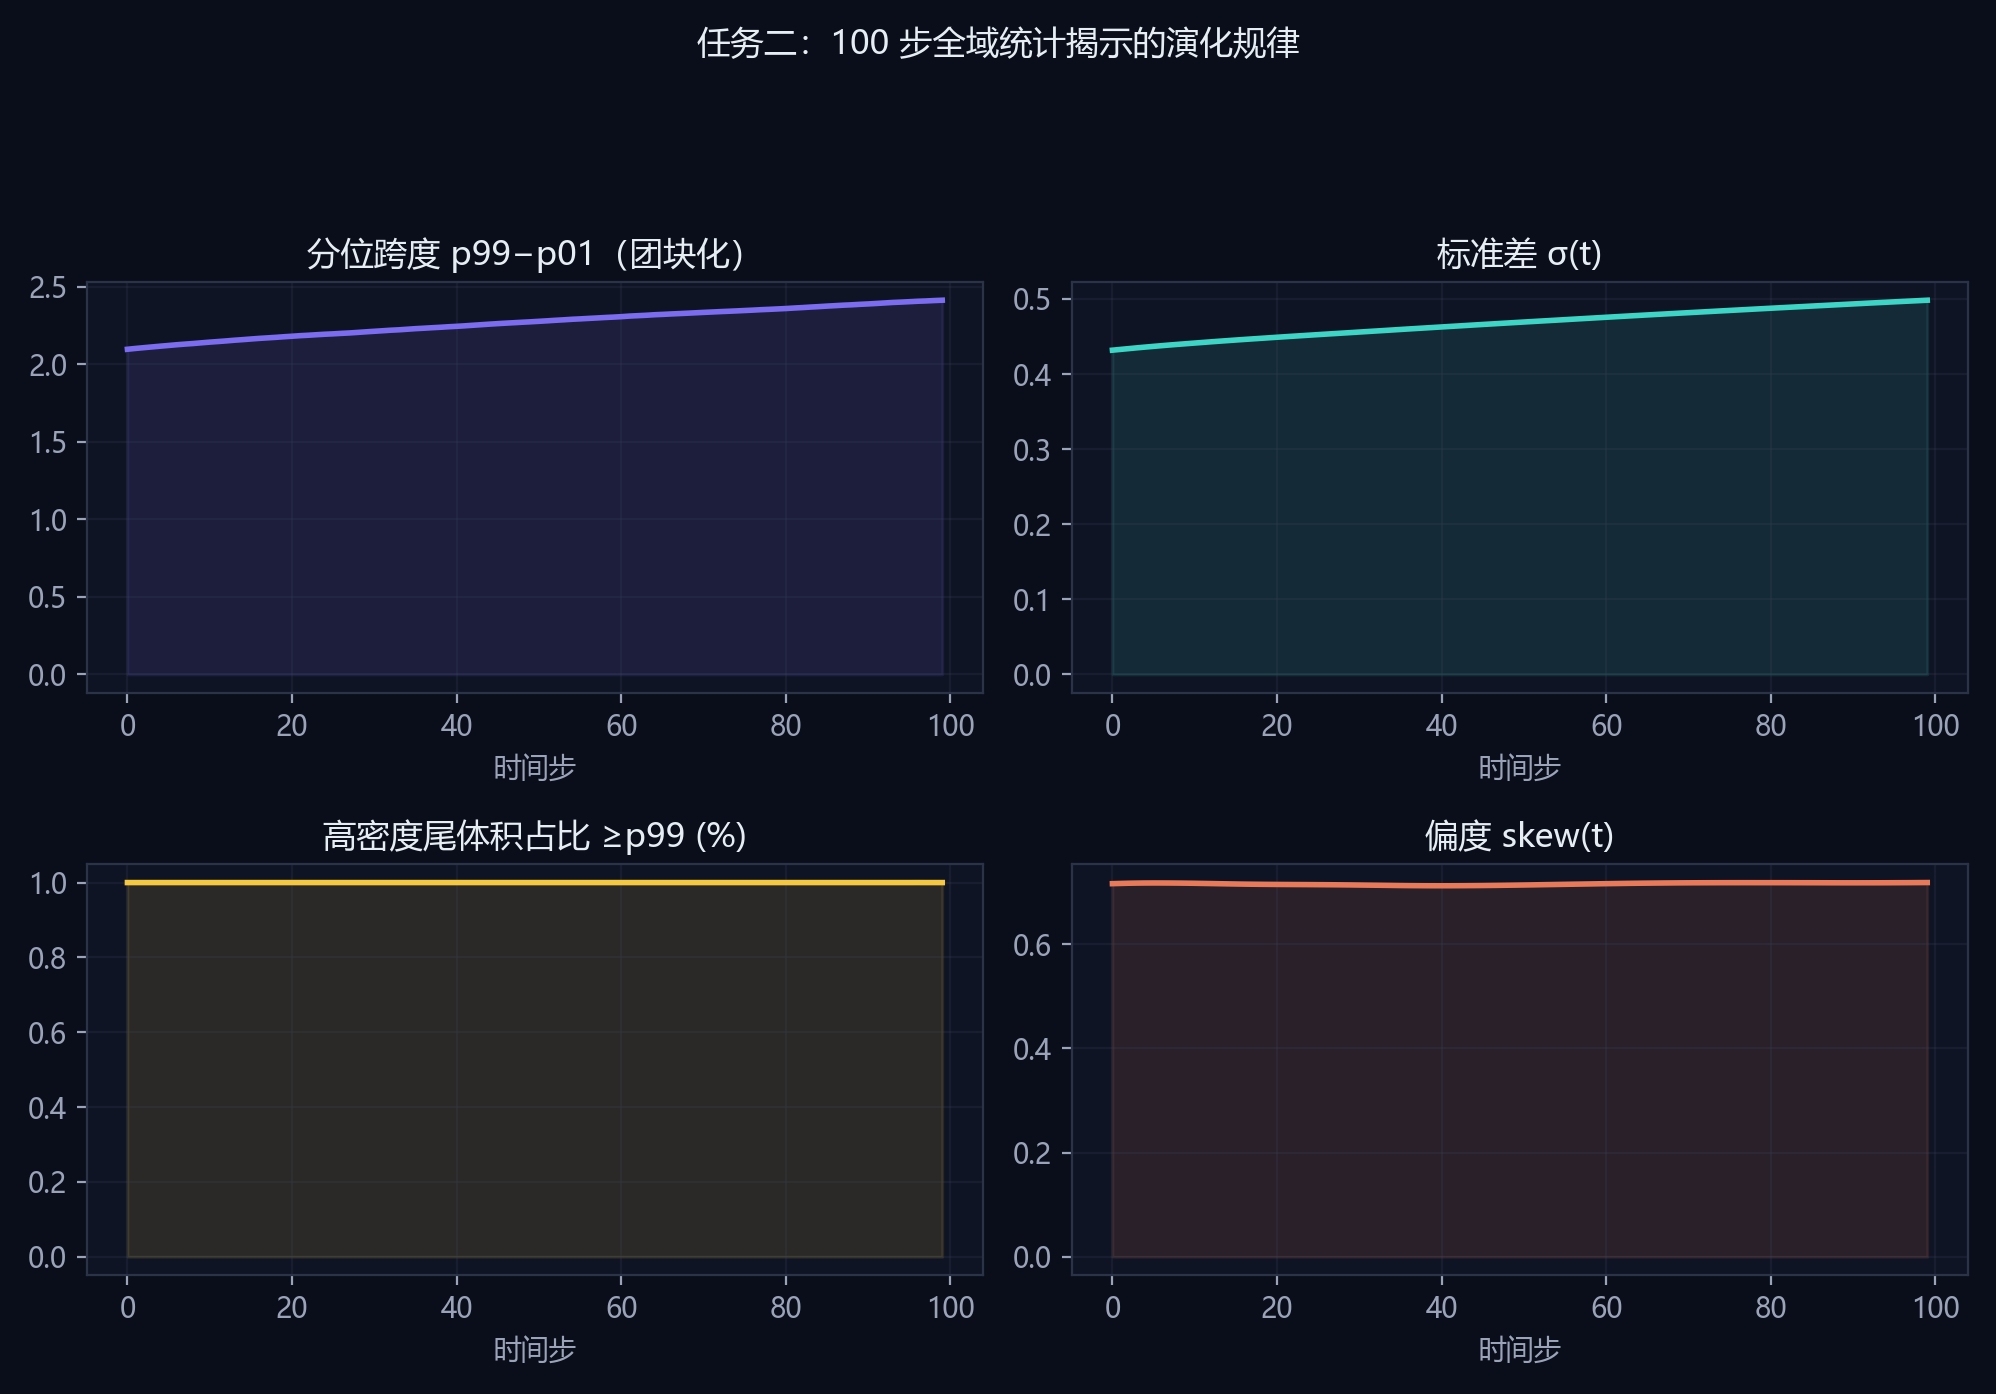 任务二：100 步全域统计揭示的演化规律
分位跨度 p99−p01（团块化）
2.5
2.0
1.5
1.0
0.5
0.0
0 20 40 60 80 100
时间步
标准差 σ(t)
0.5
0.4
0.3
0.2
0.1
0.0
0 20 40 60 80 100
时间步
高密度尾体积占比 ≥p99 (%)
1.0
0.8
0.6
0.4
0.2
0.0
0 20 40 60 80 100
时间步
偏度 skew(t)
0.6
0.4
0.2
0.0
0 20 40 60 80 100
时间步